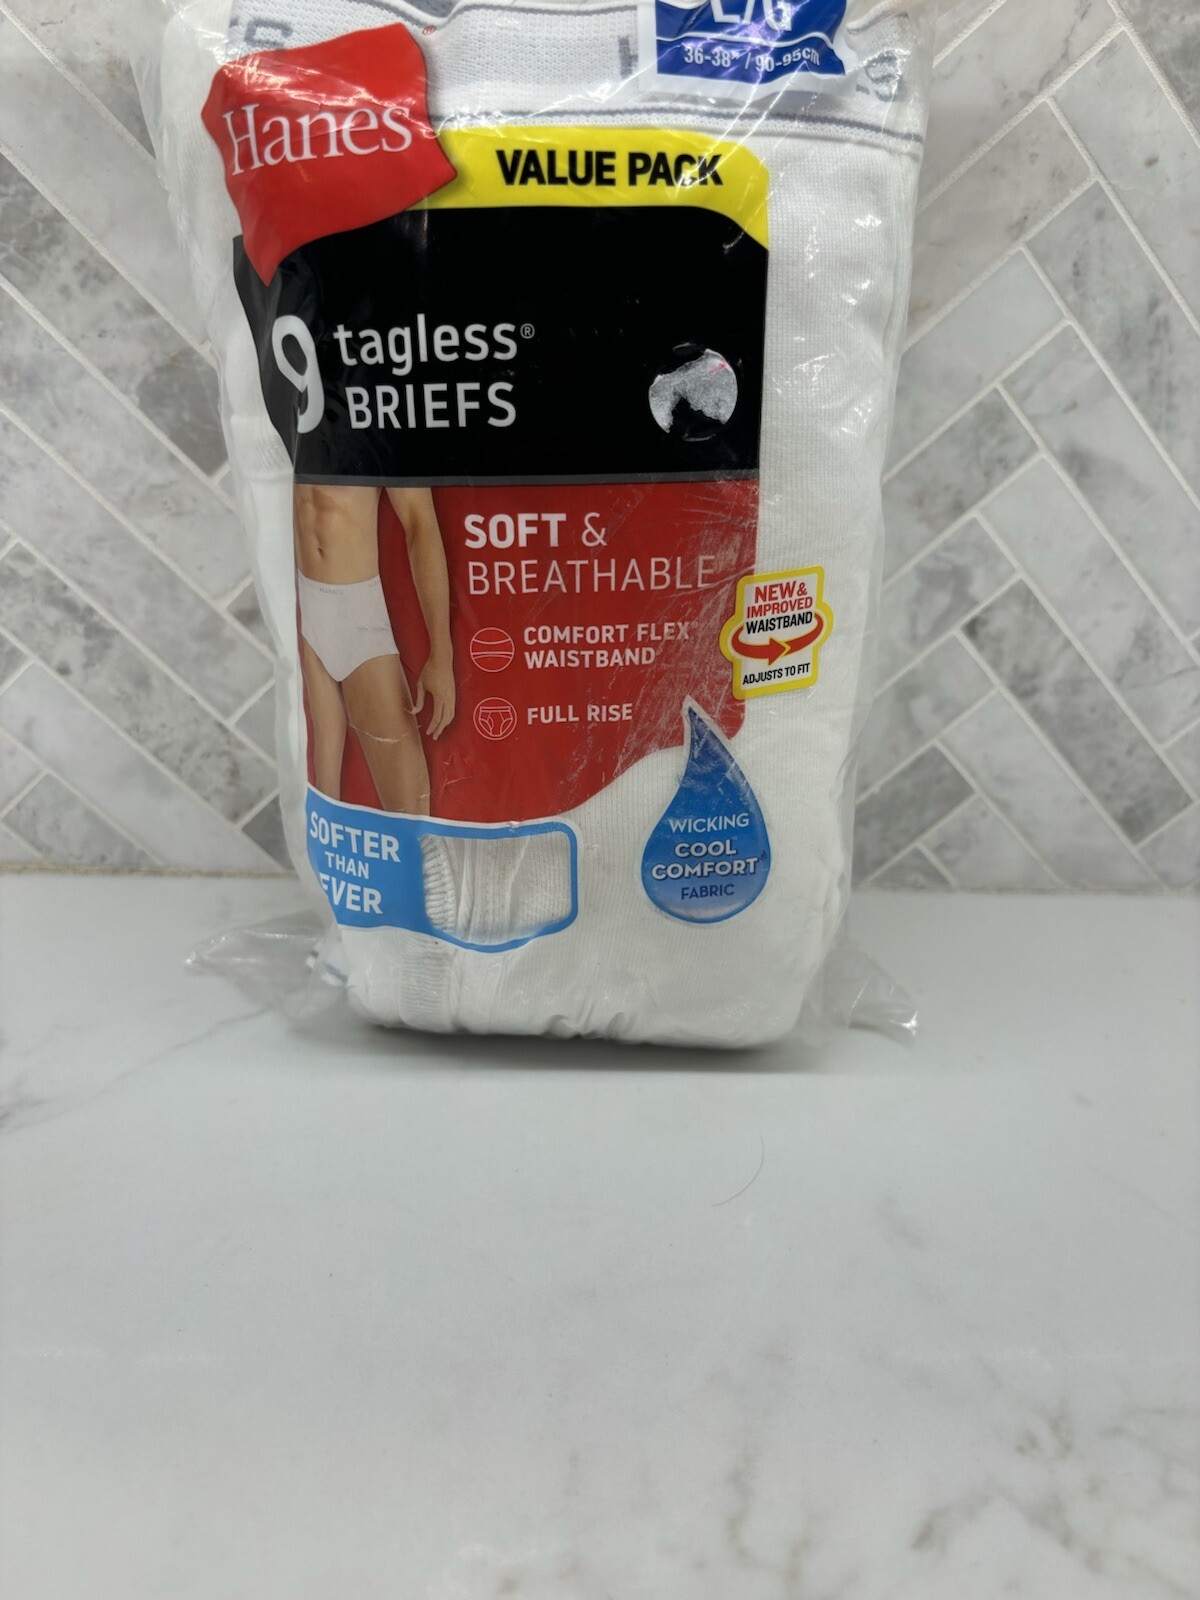 L/G
36-38" / 90-95cm
Hanes
VALUE PACK
9 tagless®
BRIEFS
SOFT &
BREATHABLE
COMFORT FLEX
WAISTBAND
FULL RISE
NEW &
IMPROVED
WAISTBAND
ADJUSTS TO FIT
WICKING
COOL
COMFORT
FABRIC
SOFTER
THAN
EVER